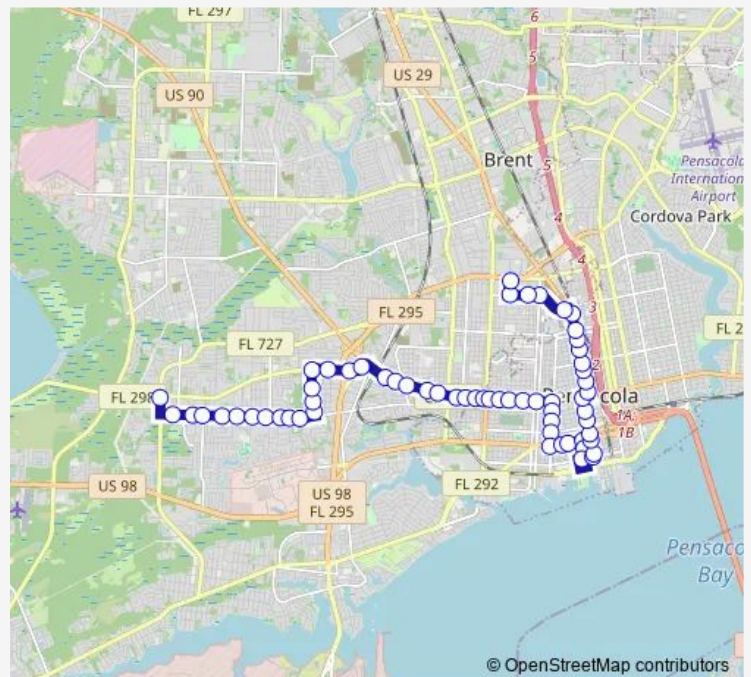 FL 297
6
5
US 29
US 90
Brent
5
Pensacola
Internation
Airport
4
Cordova Park
4
FL 295
3
FL 2
FL 727
2
FL 298
1A
1B
US 98
US 98
FL 295
FL 292
Pensaco
Bay
© OpenStreetMap contributors